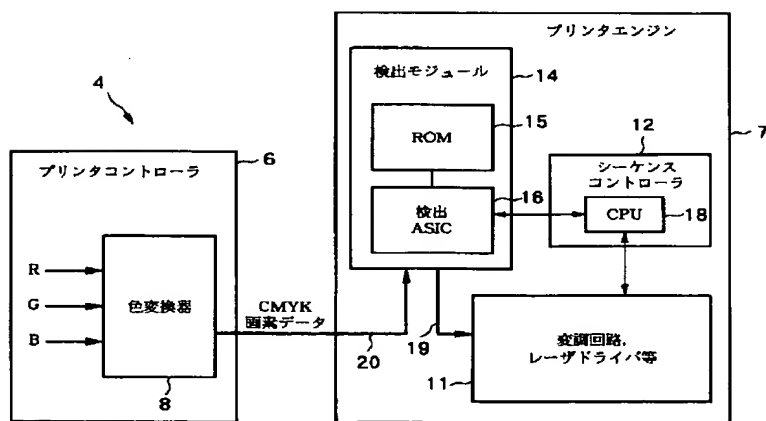 プリンタエンジン
検出モジュール
14
4
15
ROM
7
12
プリンタコントローラ
6
シーケンス
コントローラ
16
検出
ASIC
CPU
18
R
G
B
色変換器
CMYK
画素データ
20
19
変調回路,
レーザドライバ等
11
8